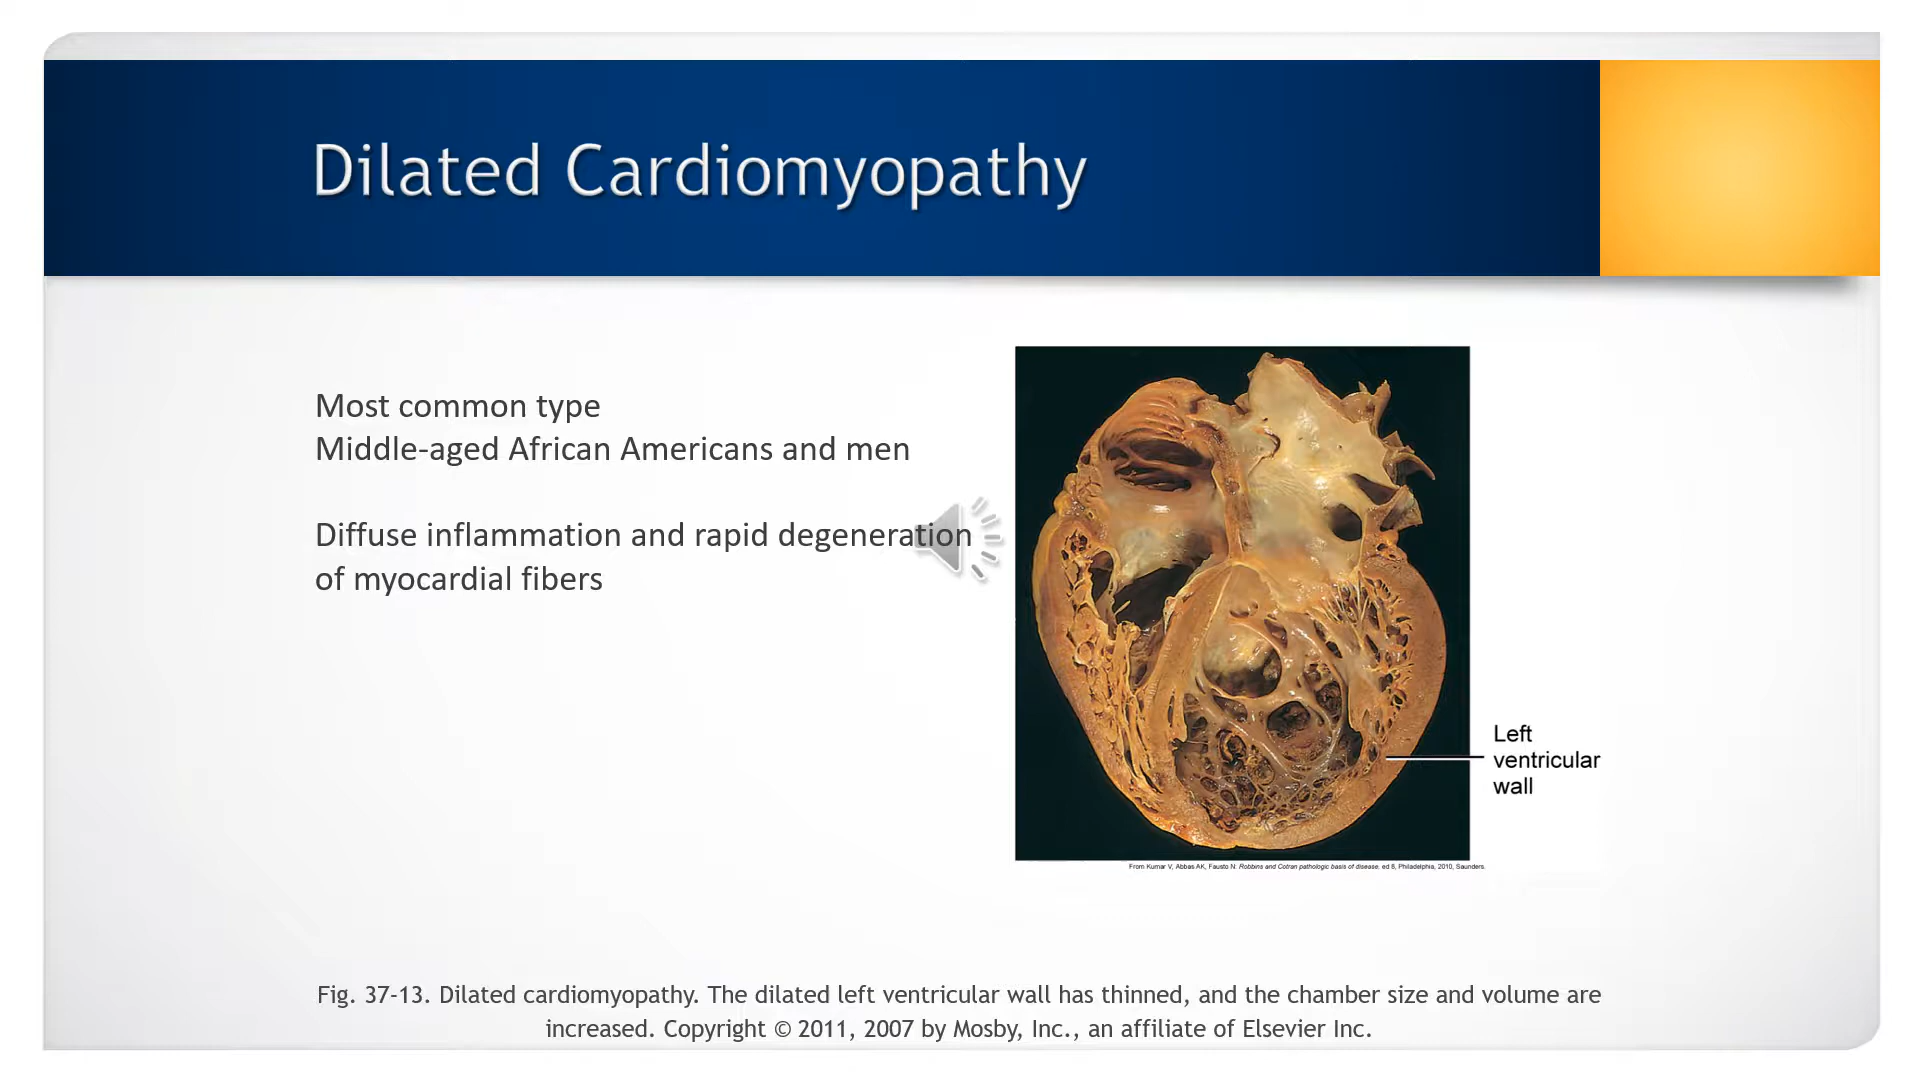 Dilated Cardiomyopathy
Most common type
Middle-aged African Americans and men
Diffuse inflammation and rapid degeneration
of myocardial fibers
Left
ventricular
wall
From Kumar V, Abbas AK, Fausto N: Robbins and Cotran pathologic basis of disease, ed 8, Philadelphia, 2010, Saunders.
Fig. 37-13. Dilated cardiomyopathy. The dilated left ventricular wall has thinned, and the chamber size and volume are
increased. Copyright © 2011, 2007 by Mosby, Inc., an affiliate of Elsevier Inc.